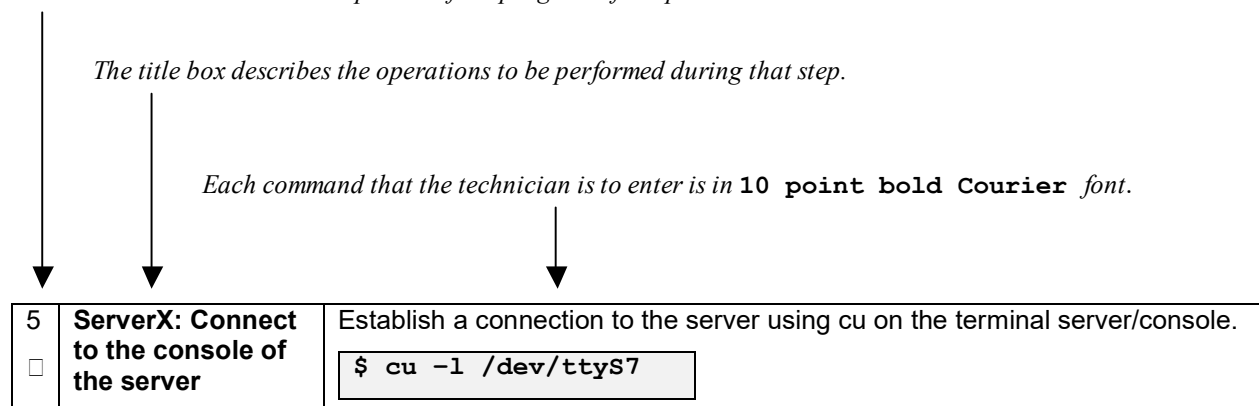 The title box describes the operations to be performed during that step.
Each command that the technician is to enter is in 10 point bold Courier font.
5
□
ServerX: Connect
to the console of
the server
Establish a connection to the server using cu on the terminal server/console.
$ cu –l /dev/ttyS7